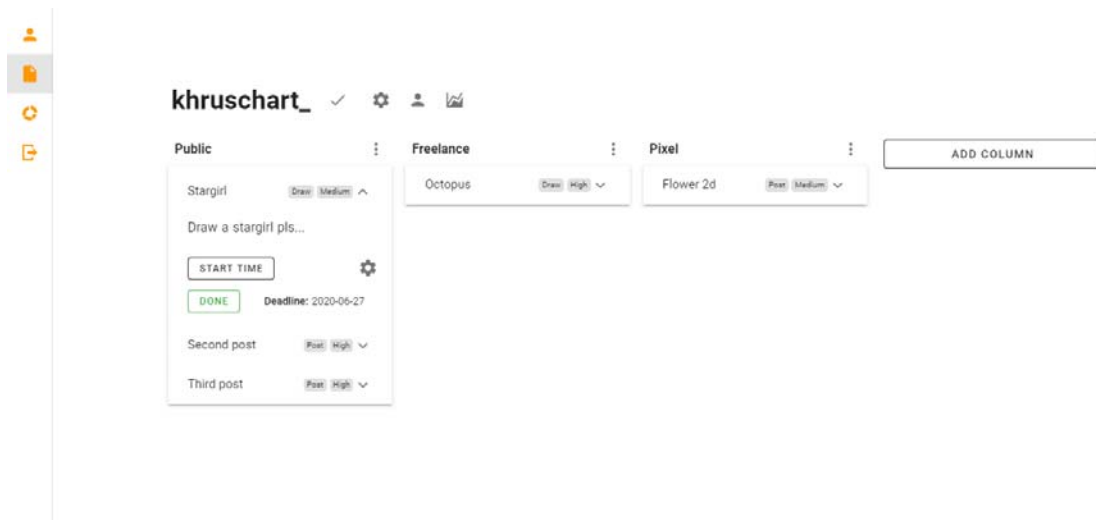 khruschart_
Public
Stargirl Draw Medium
Draw a stargirl pls...
START TIME
DONE Deadline: 2020-06-27
Second post Post High
Third post Post High
Freelance
Octopus Draw High
Pixel
Flower 2d Post Medium
ADD COLUMN